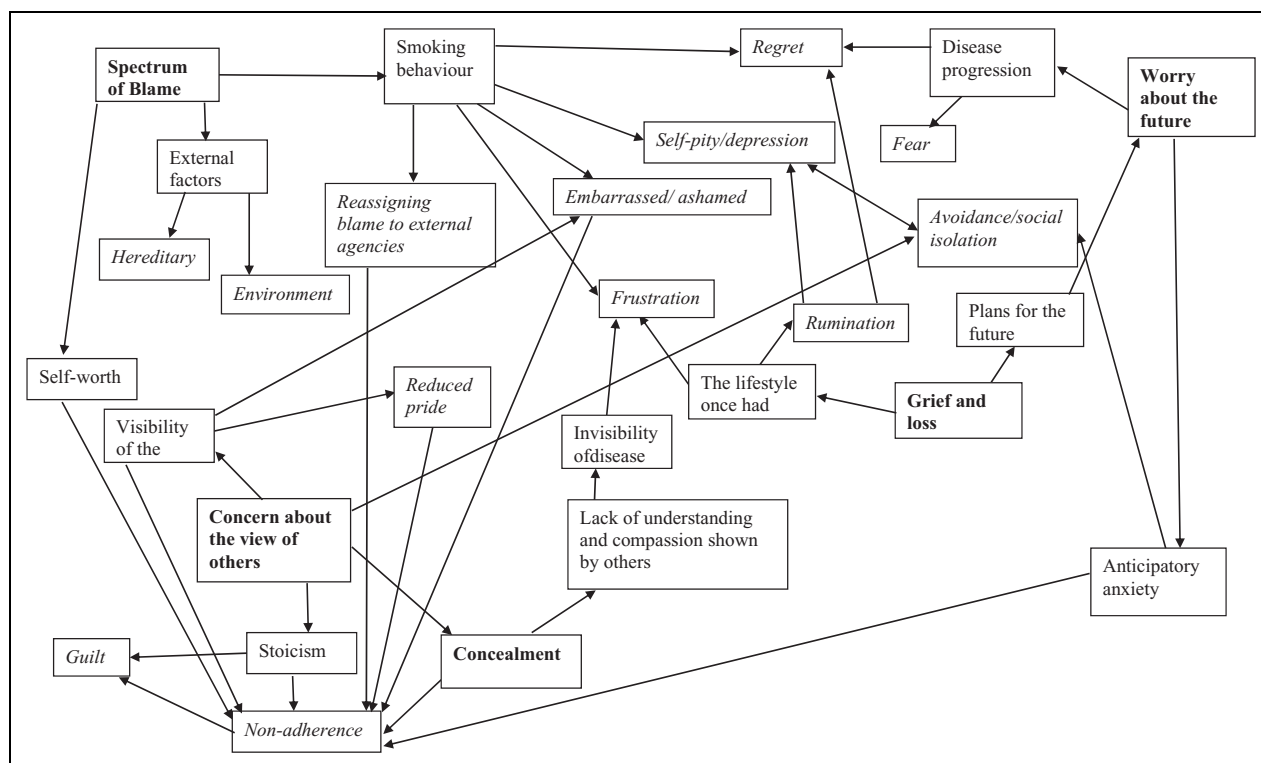 Spectrum
of Blame
Smoking
behaviour
Regret
Disease
progression
Worry
about the
future
Self-pity/depression
Fear
External
factors
Reassigning
blame to external
agencies
Embarrassed/ ashamed
Avoidance/social
isolation
Hereditary
Environment
Frustration
Rumination
Plans for the
future
Self-worth
Reduced
pride
The lifestyle
once had
Grief and
loss
Visibility
of the
Invisibility
ofdisease
Concern about
the view of
others
Lack of understanding
and compassion shown
by others
Anticipatory
anxiety
Guilt
Stoicism
Concealment
Non-adherence